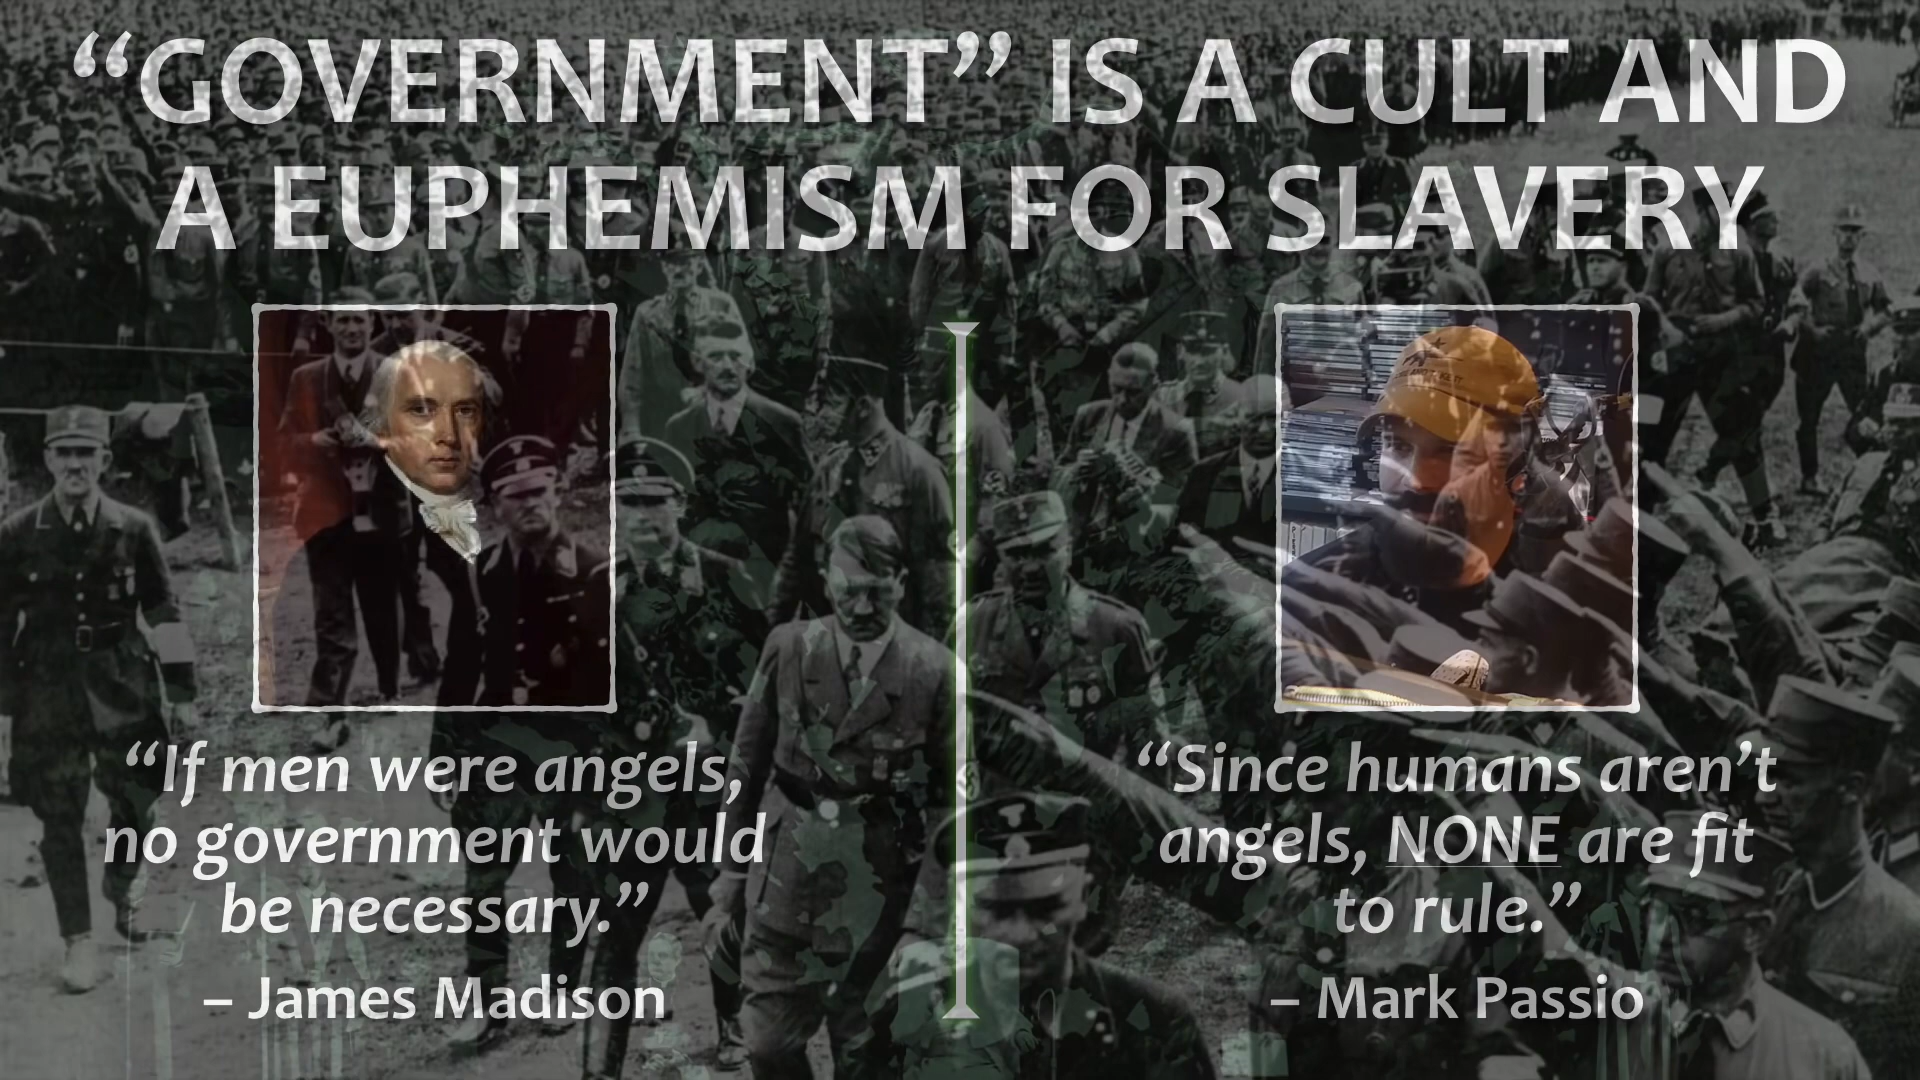 “GOVERNMENT” IS A CULT AND
A EUPHEMISM FOR SLAVERY
“If men were angels,
no government would
be necessary.”
– James Madison
“Since humans aren’t
angels, NONE are fit
to rule.”
– Mark Passio